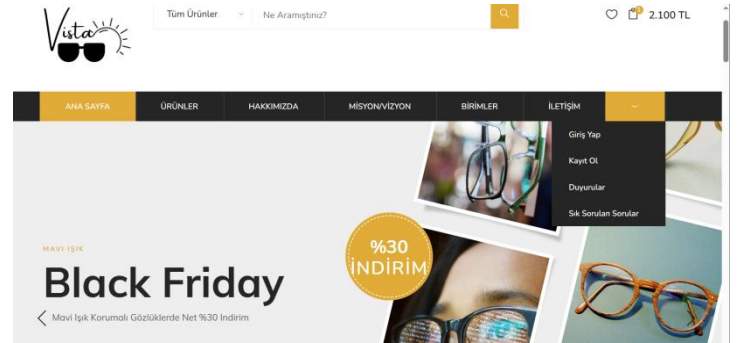 Vista
Tüm Ürünler Ne Aramıştınız? 2.100 TL
ANA SAYFA ÜRÜNLER HAKKIMIZDA MİSYON/VİZYON BİRİMLER İLETİŞİM
Giriş Yap
Kayıt Ol
Duyurular
Sık Sorulan Sorular
MAVI IŞIK
%30
İNDİRİM
Black Friday
Mavi Işık Korumalı Gözlüklerde Net %30 Indirim